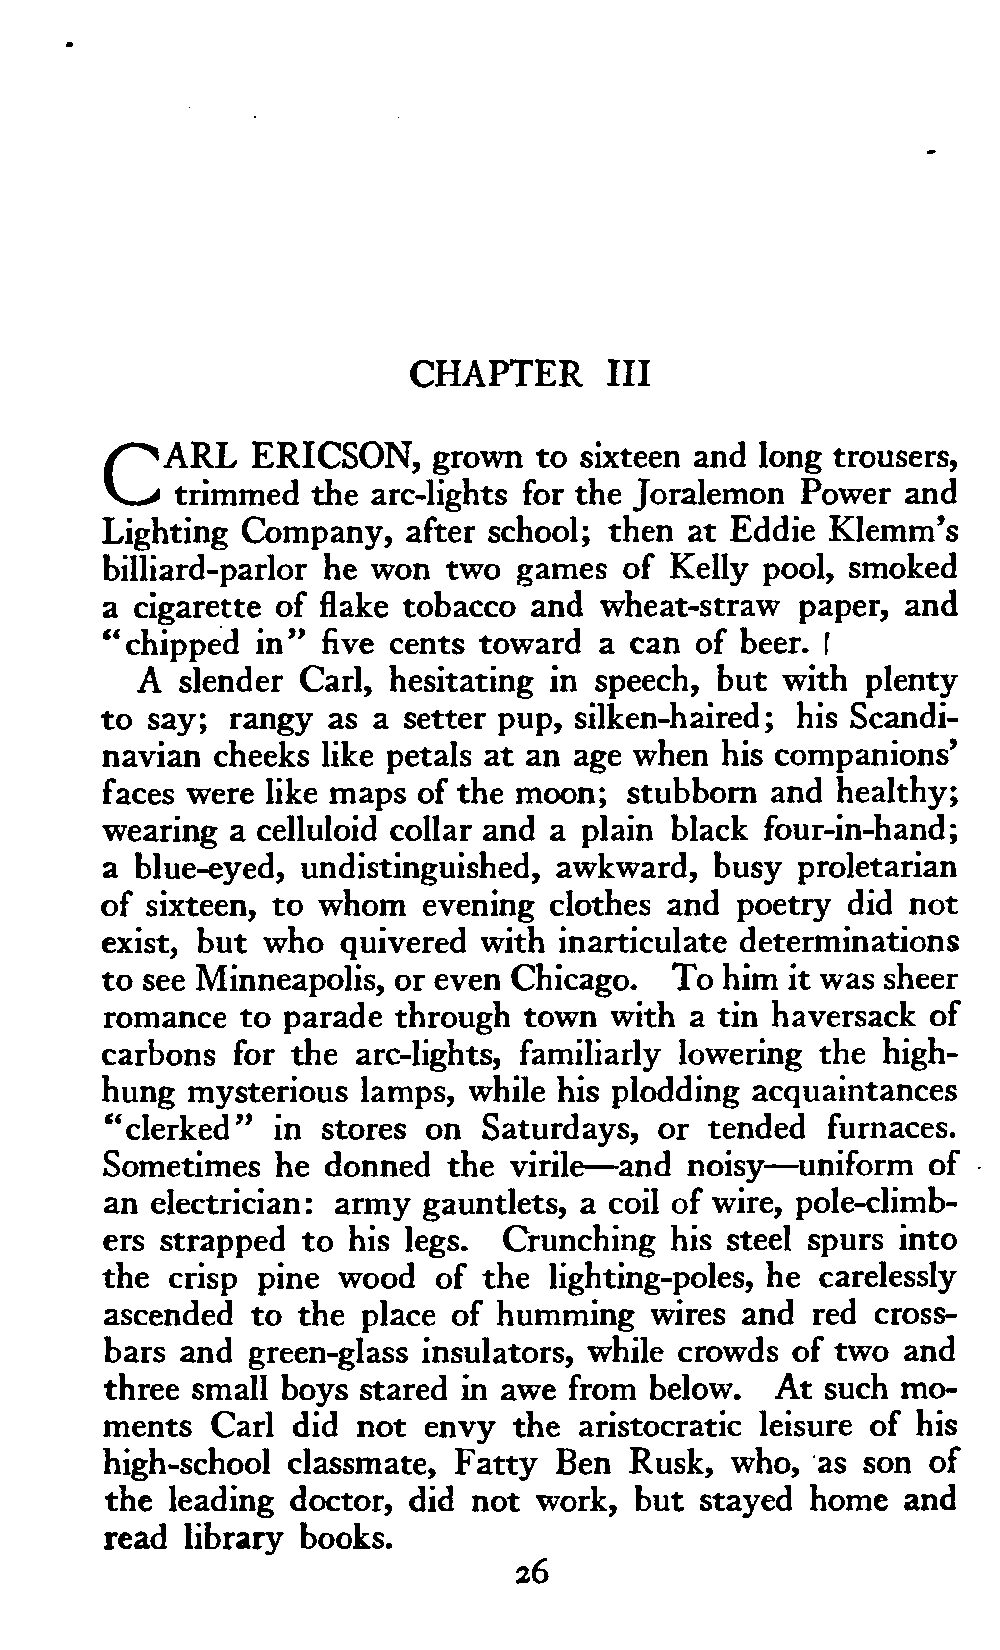 CHAPTER III
CARL ERICSON, grown to sixteen and long trousers,
trimmed the arc-lights for the Joralemon Power and
Lighting Company, after school; then at Eddie Klemm's
billiard-parlor he won two games of Kelly pool, smoked
a cigarette of flake tobacco and wheat-straw paper, and
"chipped in" five cents toward a can of beer.
A slender Carl, hesitating in speech, but with plenty
to say; rangy as a setter pup, silken-haired; his Scandi-
navian cheeks like petals at an age when his companions'
faces were like maps of the moon; stubborn and healthy;
wearing a celluloid collar and a plain black four-in-hand;
a blue-eyed, undistinguished, awkward, busy proletarian
of sixteen, to whom evening clothes and poetry did not
exist, but who quivered with inarticulate determinations
to see Minneapolis, or even Chicago. To him it was sheer
romance to parade through town with a tin haversack of
carbons for the arc-lights, familiarly lowering the high-
hung mysterious lamps, while his plodding acquaintances
"clerked" in stores on Saturdays, or tended furnaces.
Sometimes he donned the virile—and noisy—uniform of
an electrician: army gauntlets, a coil of wire, pole-climb-
ers strapped to his legs. Crunching his steel spurs into
the crisp pine wood of the lighting-poles, he carelessly
ascended to the place of humming wires and red cross-
bars and green-glass insulators, while crowds of two and
three small boys stared in awe from below. At such mo-
ments Carl did not envy the aristocratic leisure of his
high-school classmate, Fatty Ben Rusk, who, as son of
the leading doctor, did not work, but stayed home and
read library books.
26